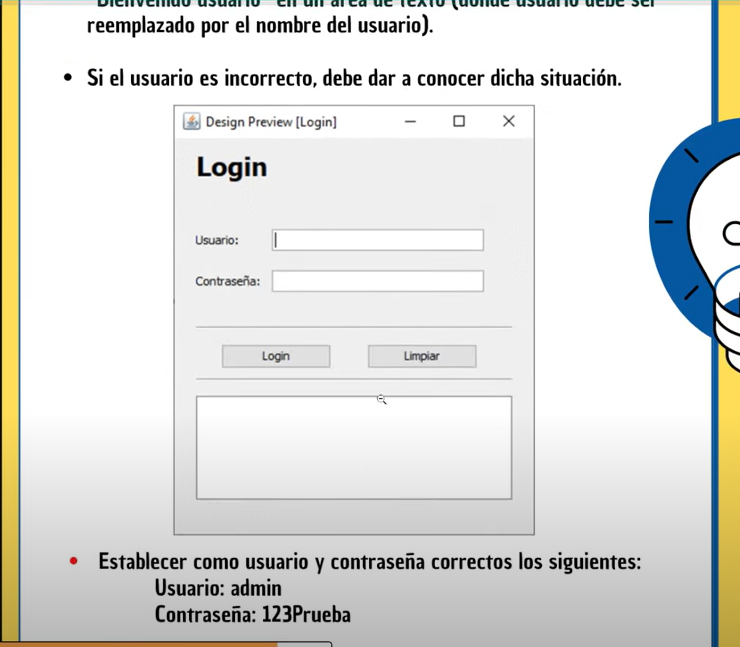 "Bienvenido usuario" en un área de texto (donde usuario debe ser
reemplazado por el nombre del usuario).
• Si el usuario es incorrecto, debe dar a conocer dicha situación.
Design Preview [Login]
Login
Usuario:
Contraseña:
Login
Limpiar
• Establecer como usuario y contraseña correctos los siguientes:
Usuario: admin
Contraseña: 123Prueba